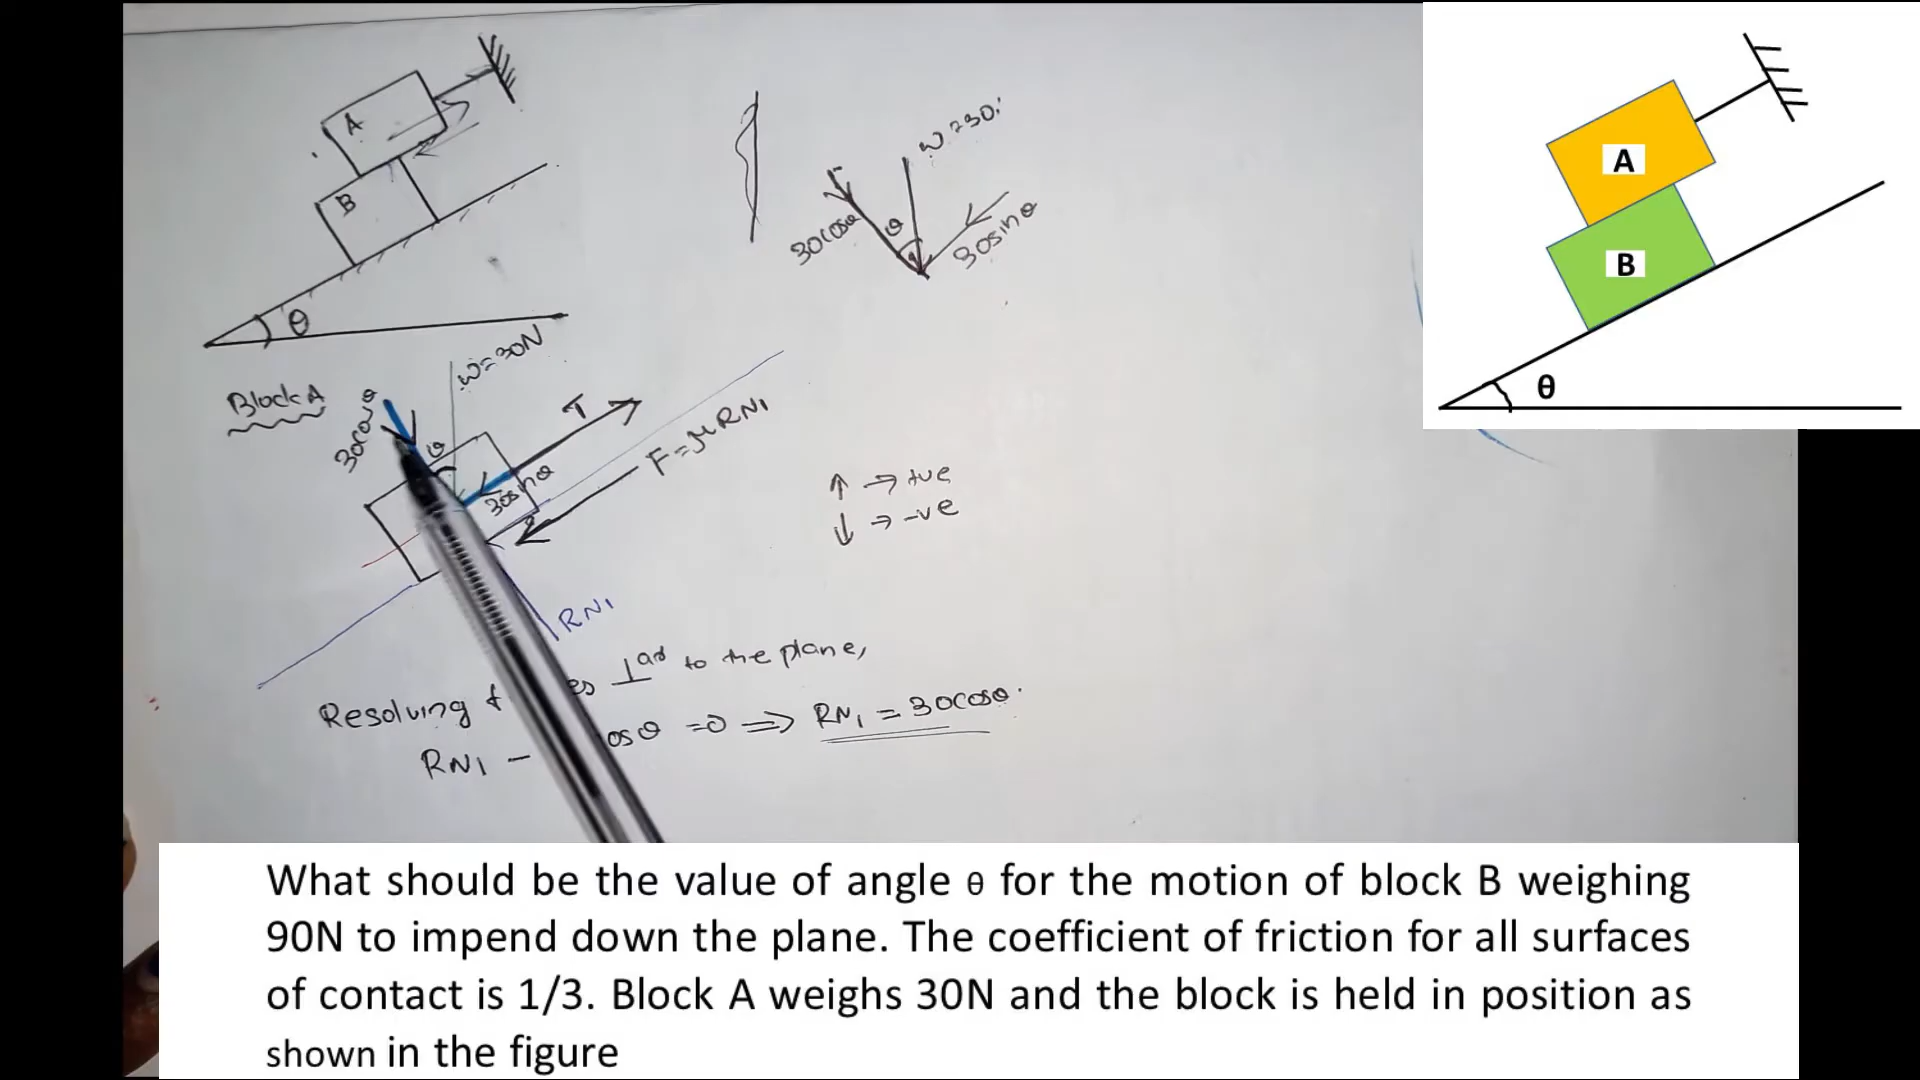 A
B
θ
W=30N
Block A
30cosθ
θ
T
30sinθ
F=μRN1
RN1
W=30
30cosθ
θ
30sinθ
↑ → +ve
↓ → -ve
Resolving es ⊥ar to the plane,
RN1 - osθ =0 ⇒ RN1 = 30cosθ.
A
B
θ
What should be the value of angle θ for the motion of block B weighing
90N to impend down the plane. The coefficient of friction for all surfaces
of contact is 1/3. Block A weighs 30N and the block is held in position as
shown in the figure